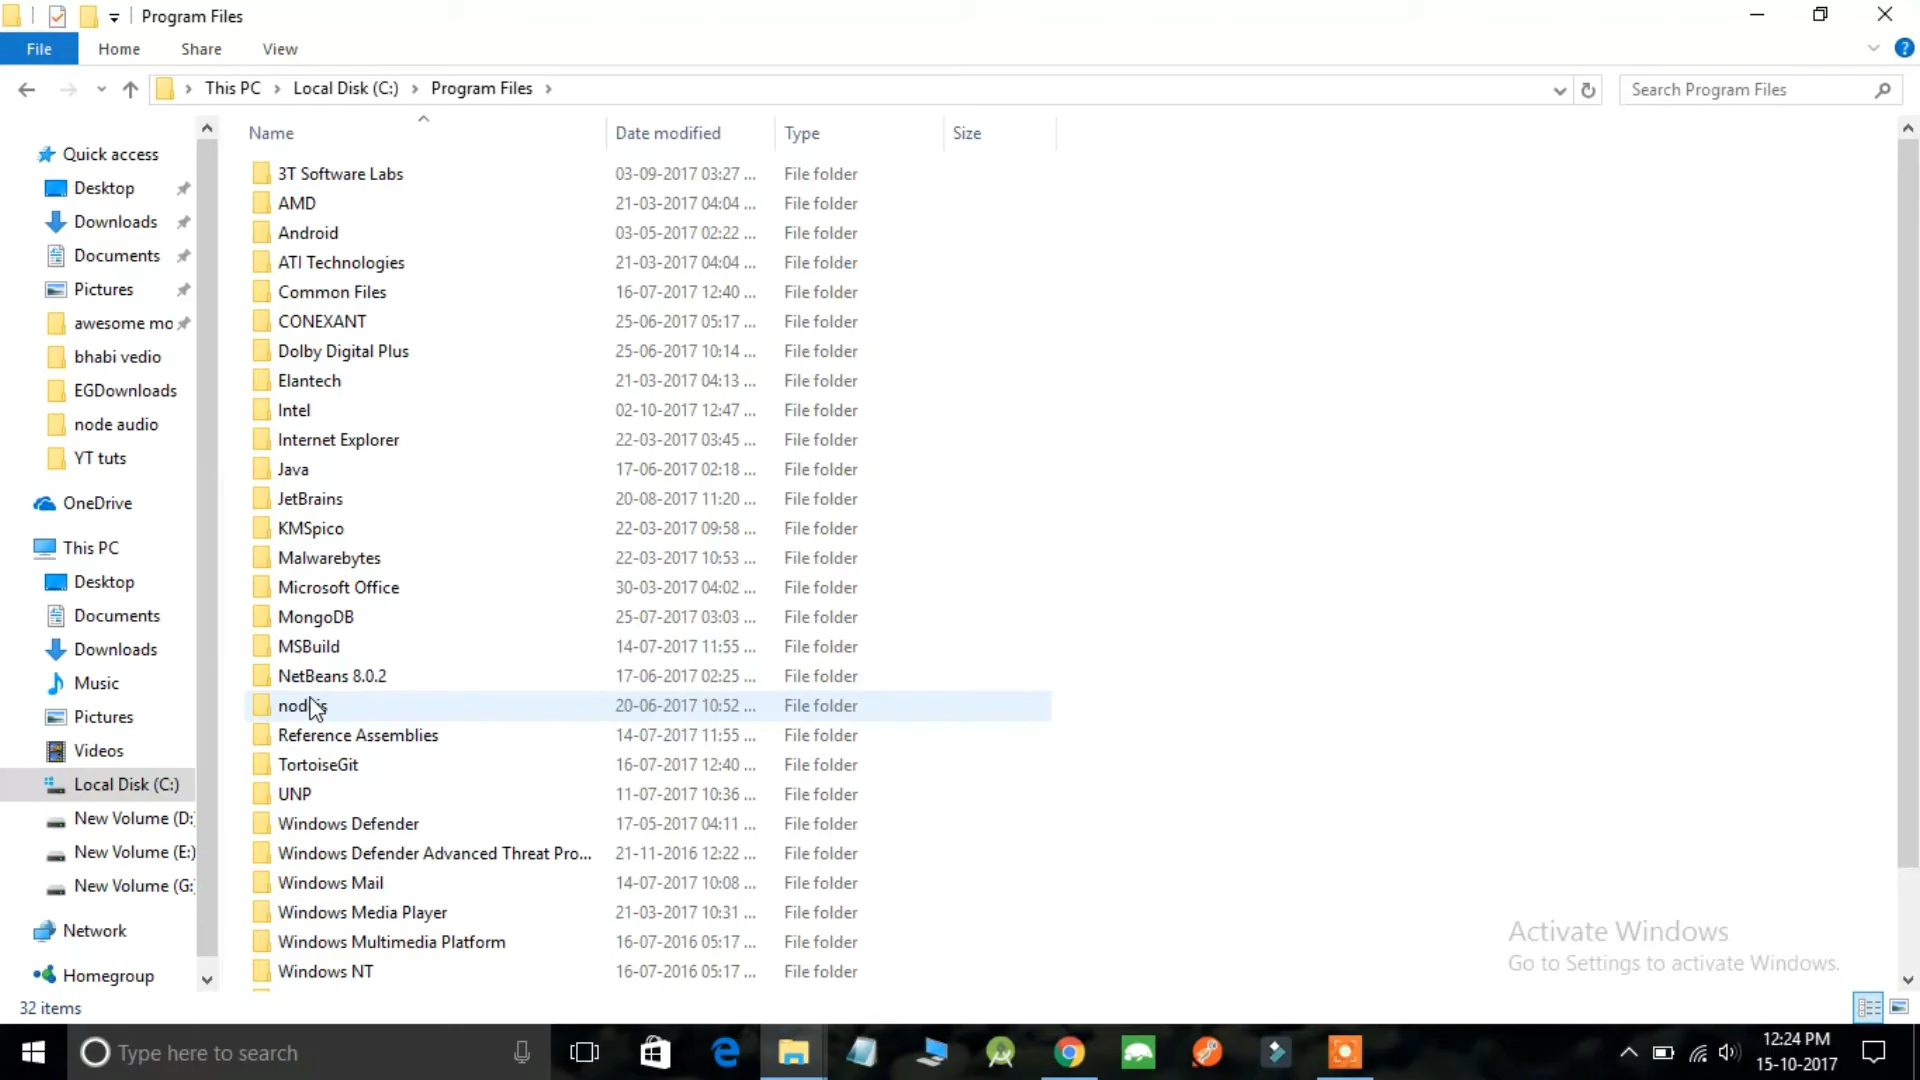 Program Files
File
Home
Share
View
This PC
Local Disk (C:)
Program Files
Search Program Files
Name
Date modified
Type
Size
Quick access
Desktop
Downloads
Documents
Pictures
awesome mo
bhabi vedio
EGDownloads
node audio
YT tuts
OneDrive
This PC
Desktop
Documents
Downloads
Music
Pictures
Videos
Local Disk (C:)
New Volume (D:
New Volume (E:)
New Volume (G:
Network
Homegroup
3T Software Labs 03-09-2017 03:27 ... File folder
AMD 21-03-2017 04:04 ... File folder
Android 03-05-2017 02:22 ... File folder
ATI Technologies 21-03-2017 04:04 ... File folder
Common Files 16-07-2017 12:40 ... File folder
CONEXANT 25-06-2017 05:17 ... File folder
Dolby Digital Plus 25-06-2017 10:14 ... File folder
Elantech 21-03-2017 04:13 ... File folder
Intel 02-10-2017 12:47 ... File folder
Internet Explorer 22-03-2017 03:45 ... File folder
Java 17-06-2017 02:18 ... File folder
JetBrains 20-08-2017 11:20 ... File folder
KMSpico 22-03-2017 09:58 ... File folder
Malwarebytes 22-03-2017 10:53 ... File folder
Microsoft Office 30-03-2017 04:02 ... File folder
MongoDB 25-07-2017 03:03 ... File folder
MSBuild 14-07-2017 11:55 ... File folder
NetBeans 8.0.2 17-06-2017 02:25 ... File folder
nodejs 20-06-2017 10:52 ... File folder
Reference Assemblies 14-07-2017 11:55 ... File folder
TortoiseGit 16-07-2017 12:40 ... File folder
UNP 11-07-2017 10:36 ... File folder
Windows Defender 17-05-2017 04:11 ... File folder
Windows Defender Advanced Threat Pro... 21-11-2016 12:22 ... File folder
Windows Mail 14-07-2017 10:08 ... File folder
Windows Media Player 21-03-2017 10:31 ... File folder
Windows Multimedia Platform 16-07-2016 05:17 ... File folder
Windows NT 16-07-2016 05:17 ... File folder
Activate Windows
Go to Settings to activate Windows.
32 items
Type here to search
12:24 PM
15-10-2017